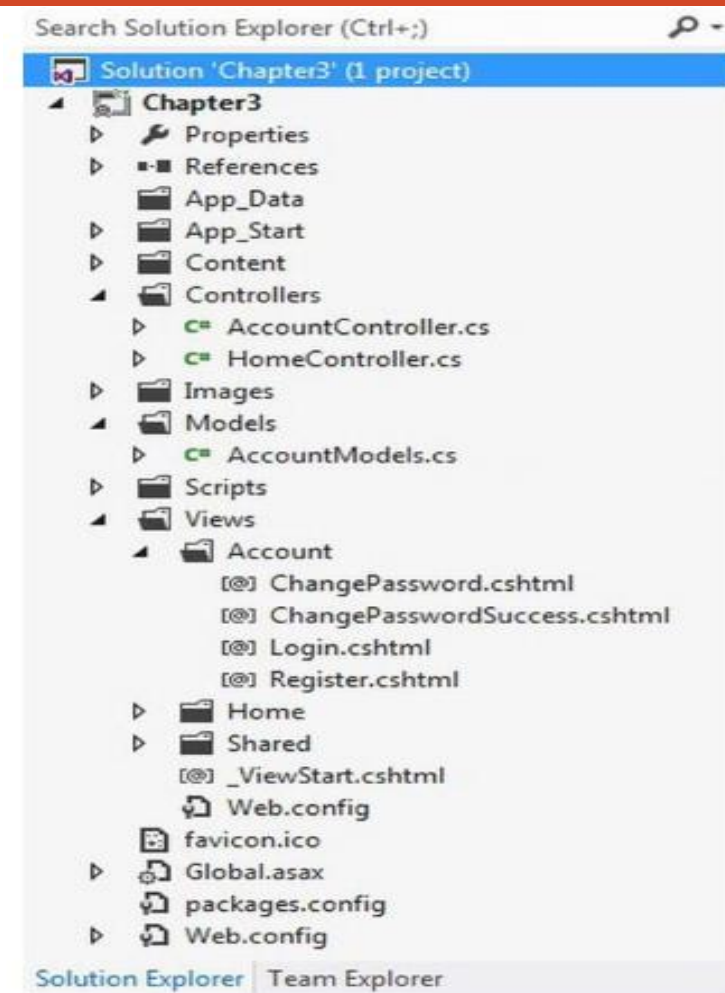 Search Solution Explorer (Ctrl+;)
Solution 'Chapter3' (1 project)
Chapter3
Properties
References
App_Data
App_Start
Content
Controllers
C# AccountController.cs
C# HomeController.cs
Images
Models
C# AccountModels.cs
Scripts
Views
Account
[@] ChangePassword.cshtml
[@] ChangePasswordSuccess.cshtml
[@] Login.cshtml
[@] Register.cshtml
Home
Shared
[@] _ViewStart.cshtml
Web.config
favicon.ico
Global.asax
packages.config
Web.config
Solution Explorer Team Explorer